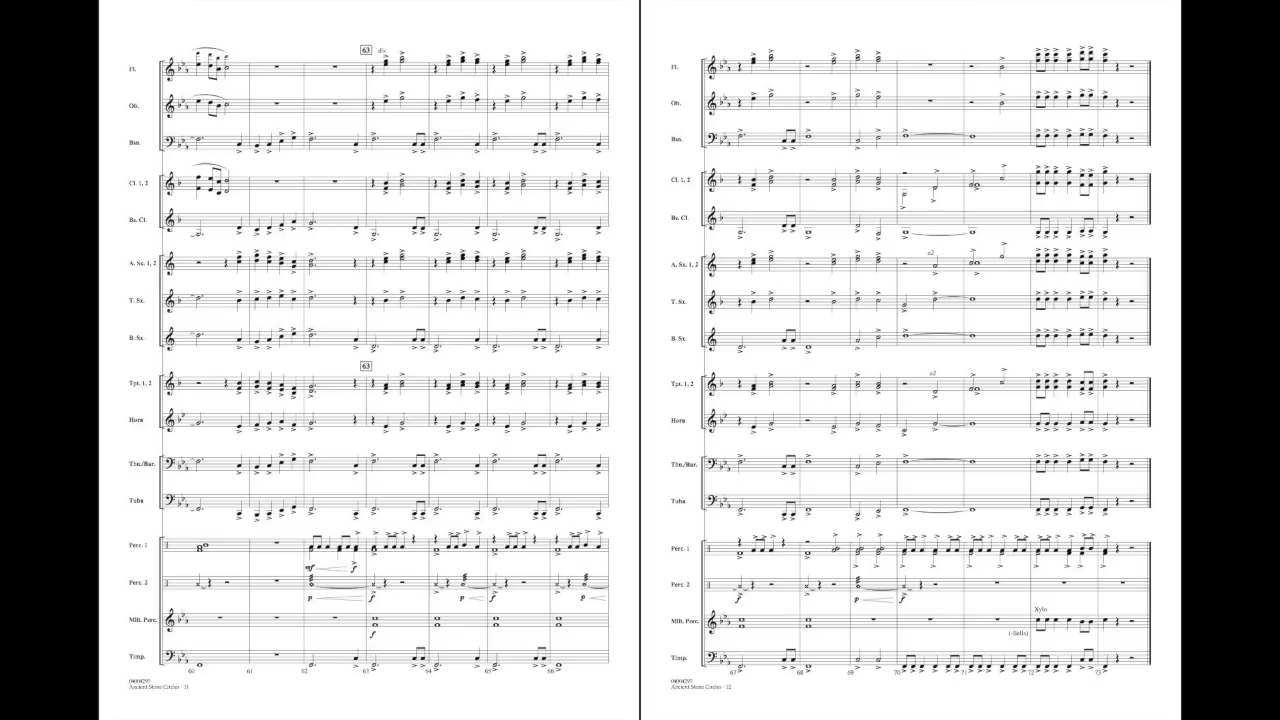 63
div.
Fl.
Ob.
Bsn.
Cl. 1, 2
Bs. Cl.
A. Sx. 1, 2
T. Sx.
B. Sx.
63
Tpt. 1, 2
Horn
Tbn./Bar.
Tuba
Perc. 1
mf
f
Perc. 2
p
f
p
f
p
Mlt. Perc.
f
Timp.
60
61
62
63
64
65
66
04004295
Ancient Stone Circles - 11
Fl.
Ob.
Bsn.
Cl. 1, 2
Bs. Cl.
a2
A. Sx. 1, 2
T. Sx.
B. Sx.
a2
Tpt. 1, 2
Horn
Tbn./Bar.
Tuba
Perc. 1
Perc. 2
f
p
f
Xylo
Mlt. Perc.
(-Bells)
Timp.
67
68
69
70
71
72
73
04004295
Ancient Stone Circles - 12